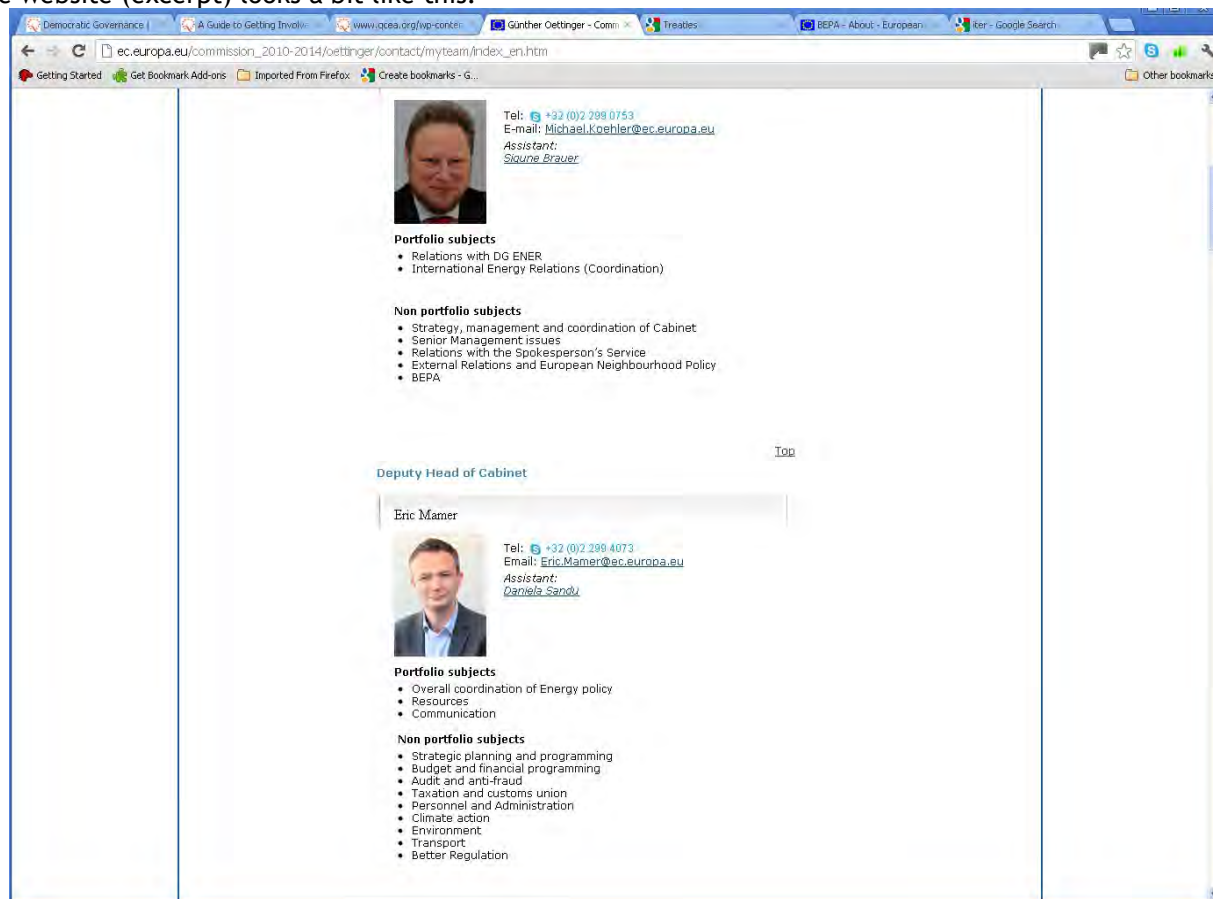 e website (excerpt) looks a bit like this:
Democratic Governance | A Guide to Getting Involve www.qcea.org/wp-conten Günther Oettinger - Comm × Treaties BEPA - About - European iter - Google Search
ec.europa.eu/commission_2010-2014/oettinger/contact/myteam/index_en.htm
Getting Started Get Bookmark Add-ons Imported From Firefox Create bookmarks - G... Other bookmarks
Tel: +32 (0)2 299 0753
E-mail: Michael.Koehler@ec.europa.eu
Assistant:
Sigune Brauer
Portfolio subjects
• Relations with DG ENER
• International Energy Relations (Coordination)
Non portfolio subjects
• Strategy, management and coordination of Cabinet
• Senior Management issues
• Relations with the Spokesperson's Service
• External Relations and European Neighbourhood Policy
• BEPA
Top
Deputy Head of Cabinet
Eric Mamer
Tel: +32 (0)2 299 4073
Email: Eric.Mamer@ec.europa.eu
Assistant:
Daniela Sandu
Portfolio subjects
• Overall coordination of Energy policy
• Resources
• Communication
Non portfolio subjects
• Strategic planning and programming
• Budget and financial programming
• Audit and anti-fraud
• Taxation and customs union
• Personnel and Administration
• Climate action
• Environment
• Transport
• Better Regulation